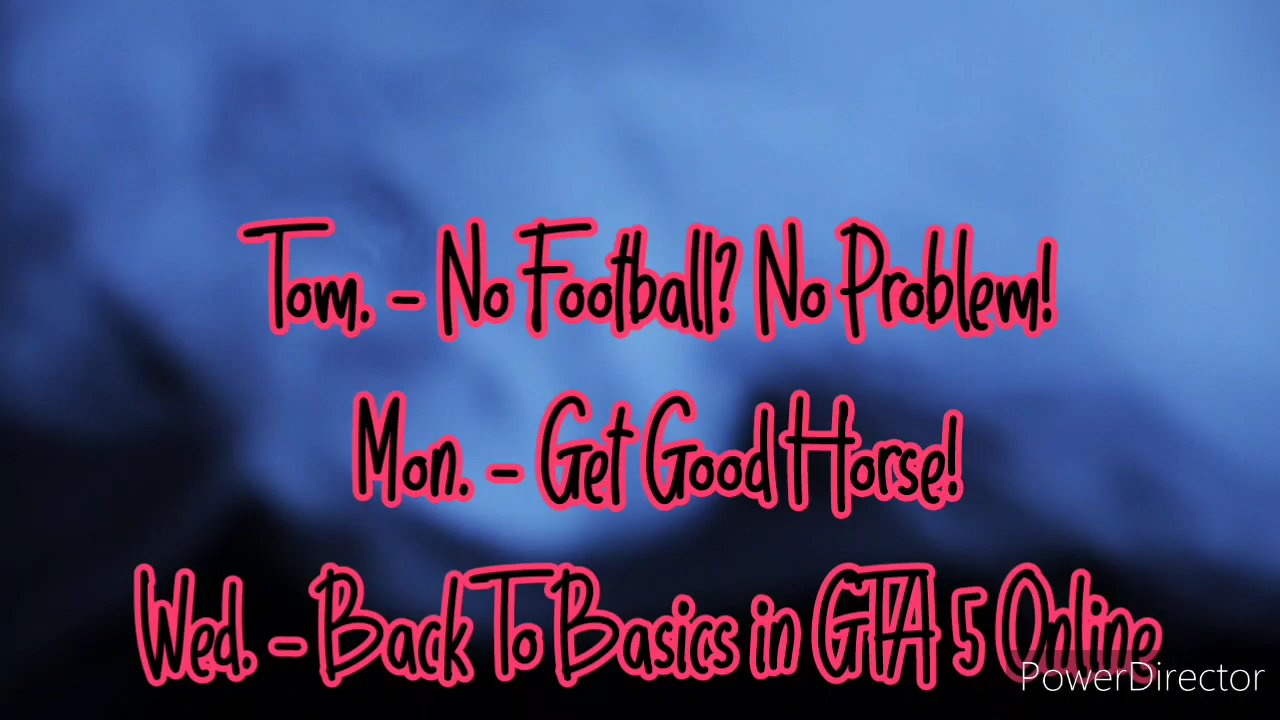 Tom. - No Football? No Problem!
Mon. - Get Good Horse!
Wed. - Back To Basics in GTA 5 Online
PowerDirector